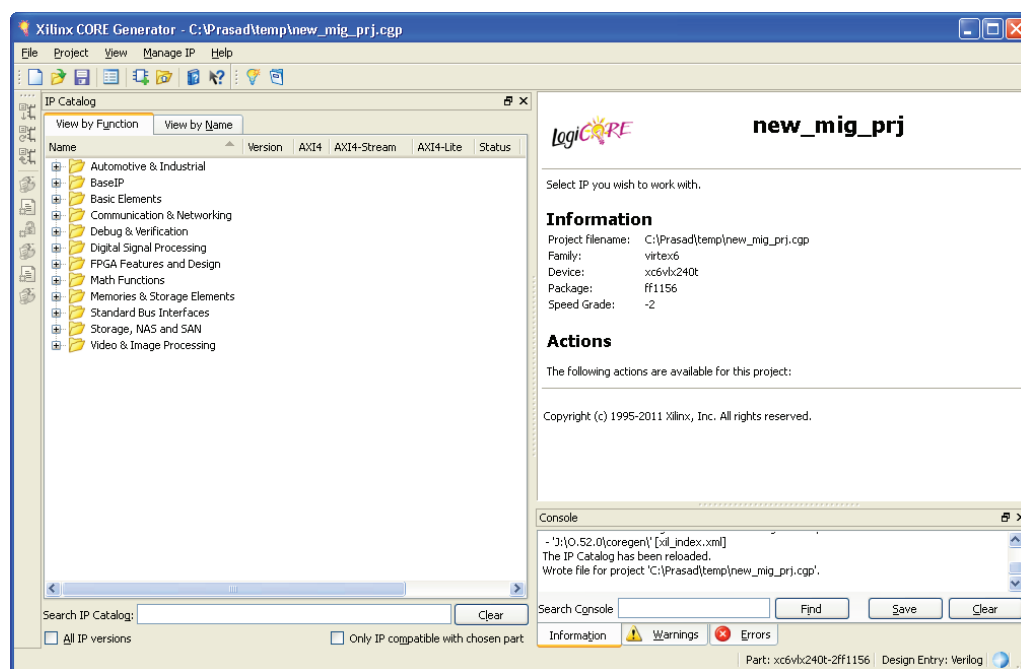 Xilinx CORE Generator - C:\Prasad\temp\new_mig_prj.cgp
File Project View Manage IP Help
IP Catalog
View by Function View by Name
Name Version AXI4 AXI4-Stream AXI4-Lite Status
Automotive & Industrial
BaseIP
Basic Elements
Communication & Networking
Debug & Verification
Digital Signal Processing
FPGA Features and Design
Math Functions
Memories & Storage Elements
Standard Bus Interfaces
Storage, NAS and SAN
Video & Image Processing
Search IP Catalog: Clear
All IP versions Only IP compatible with chosen part
logiCORE
new_mig_prj
Select IP you wish to work with.
Information
Project filename: C:\Prasad\temp\new_mig_prj.cgp
Family: virtex6
Device: xc6vlx240t
Package: ff1156
Speed Grade: -2
Actions
The following actions are available for this project:
Copyright (c) 1995-2011 Xilinx, Inc. All rights reserved.
Console
- 'J:\O.52.0\coregen\' [xil_index.xml]
The IP Catalog has been reloaded.
Wrote file for project 'C:\Prasad\temp\new_mig_prj.cgp'.
Search Console Find Save Clear
Information Warnings Errors
Part: xc6vlx240t-2ff1156 Design Entry: Verilog